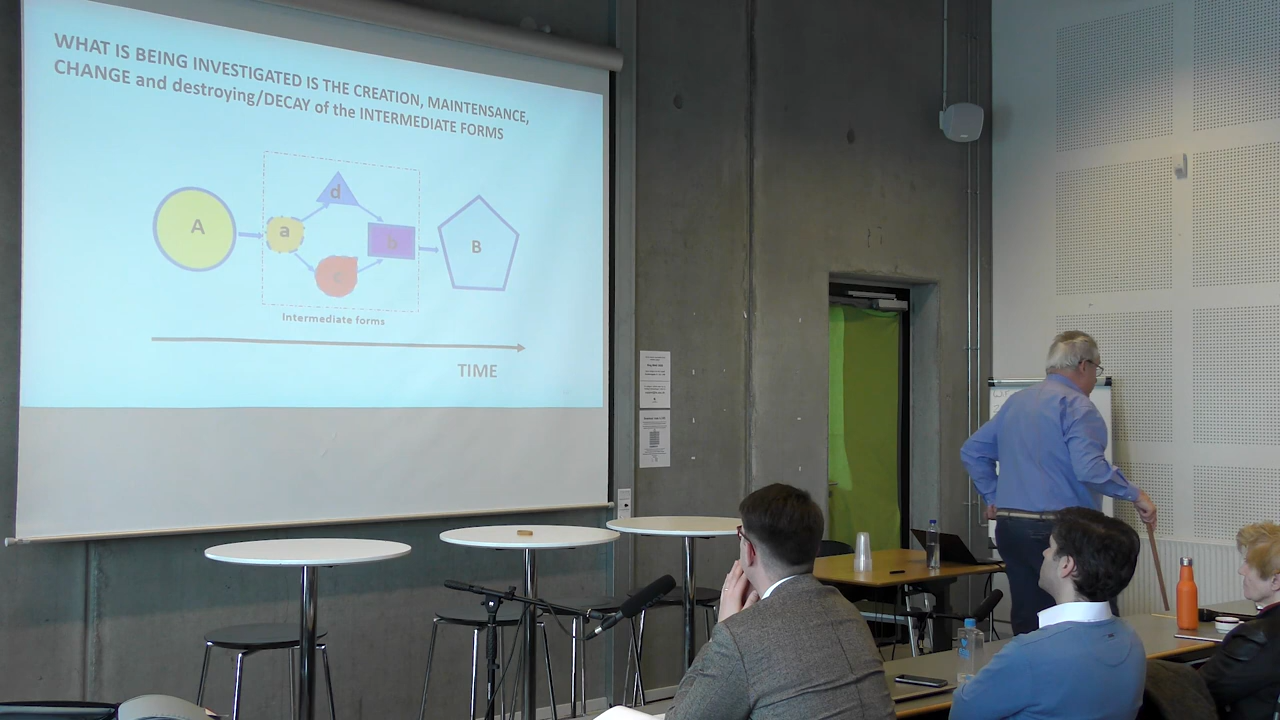 WHAT IS BEING INVESTIGATED IS THE CREATION, MAINTENSANCE,
CHANGE and destroying/DECAY of the INTERMEDIATE FORMS
d
A
a
b
B
c
Intermediate forms
TIME